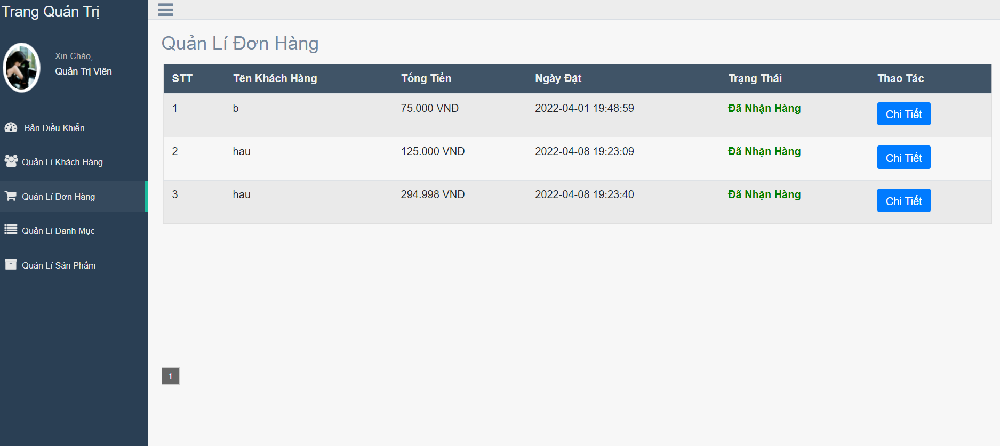 Trang Quản Trị
Xin Chào,
Quản Trị Viên
Bản Điều Khiển
Quản Lí Khách Hàng
Quản Lí Đơn Hàng
Quản Lí Danh Mục
Quản Lí Sản Phẩm
Quản Lí Đơn Hàng
STT Tên Khách Hàng Tổng Tiền Ngày Đặt Trạng Thái Thao Tác
1 b 75.000 VNĐ 2022-04-01 19:48:59 Đã Nhận Hàng Chi Tiết
2 hau 125.000 VNĐ 2022-04-08 19:23:09 Đã Nhận Hàng Chi Tiết
3 hau 294.998 VNĐ 2022-04-08 19:23:40 Đã Nhận Hàng Chi Tiết
1